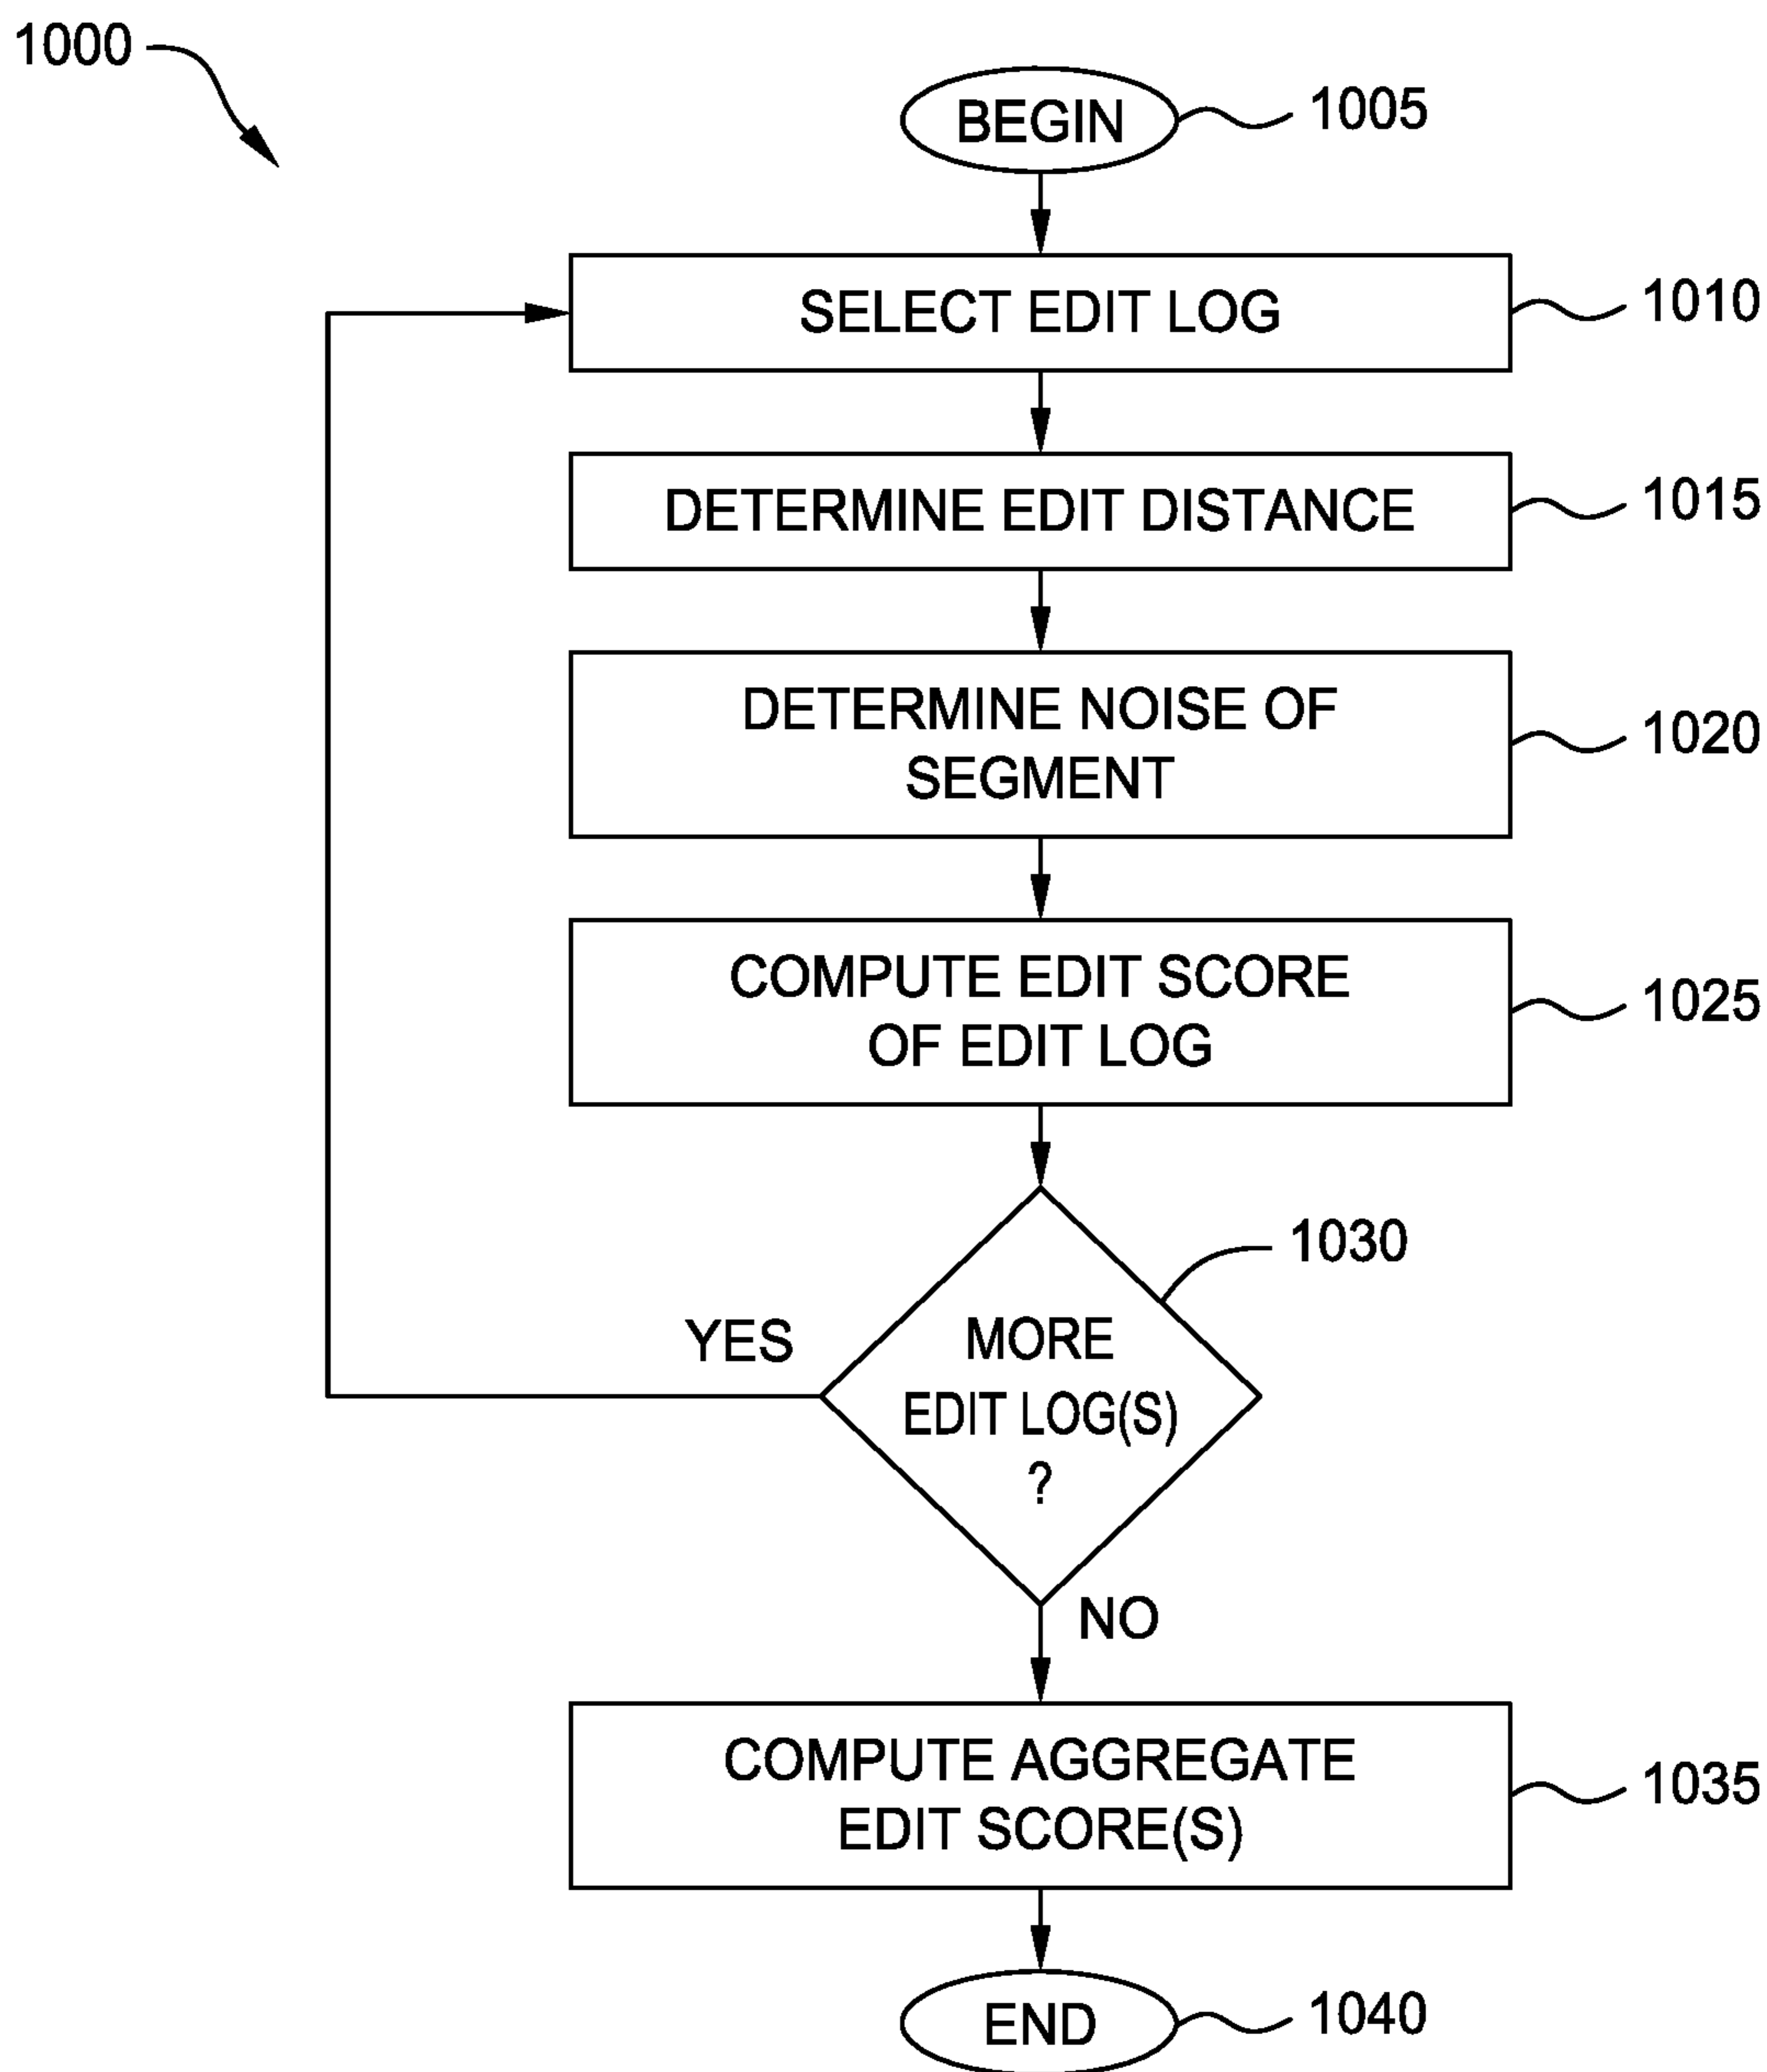 1000
BEGIN
1005
SELECT EDIT LOG
1010
DETERMINE EDIT DISTANCE
1015
DETERMINE NOISE OF
SEGMENT
1020
COMPUTE EDIT SCORE
OF EDIT LOG
1025
1030
MORE
EDIT LOG(S)
?
YES
NO
COMPUTE AGGREGATE
EDIT SCORE(S)
1035
END
1040